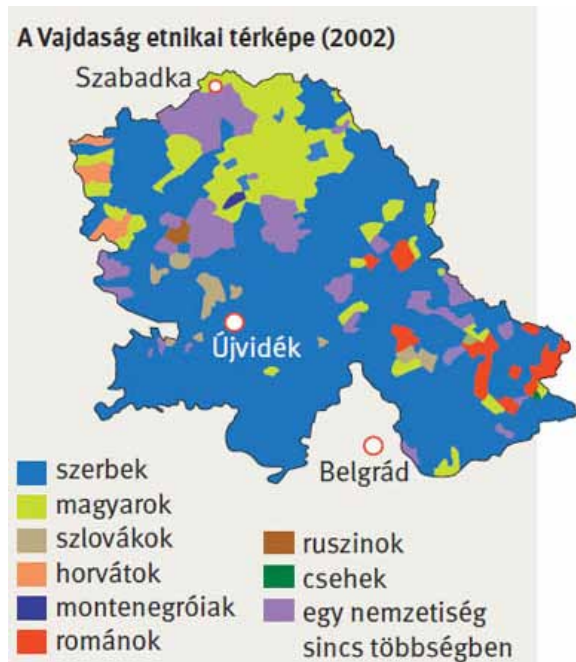 A Vajdaság etnikai térképe (2002)
Szabadka
Újvidék
Belgrád
szerbek
magyarok
szlovákok
horvátok
montenegróiak
románok
ruszinok
csehek
egy nemzetiség
sincs többségben